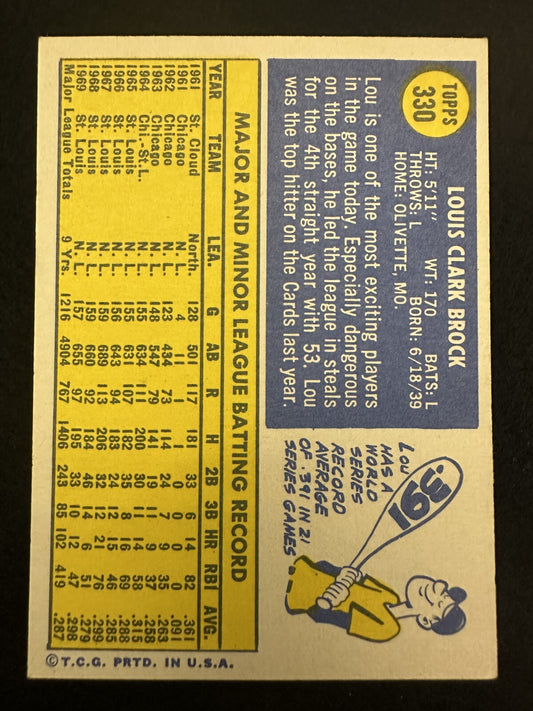 TOPPS
330
LOUIS CLARK BROCK
HT: 5'11" WT: 170 BATS: L
THROWS: L BORN: 6/18/39
HOME: OLIVETTE, MO.
Lou is one of the most exciting players
in the game today. Especially dangerous
on the bases, he led the league in steals
for the 4th straight year with 53. Lou
was the top hitter on the Cards last year.
LOU
HAS A
WORLD
SERIES
RECORD
AVERAGE
OF .391 IN 21
SERIES GAMES
.391
MAJOR AND MINOR LEAGUE BATTING RECORD
YEAR TEAM LEA. G AB R H 2B 3B HR RBI AVG.
1961 St. Cloud North. 128 501 117 181 33 6 14 82 .361
1961 Chicago N. L. 4 11 1 1 0 0 0 0 .091
1962 Chicago N. L. 123 434 73 114 24 7 9 35 .263
1963 Chicago N. L. 148 547 79 141 19 11 9 37 .258
1964 Chi.-St.L. N. L. 155 634 111 200 30 11 14 58 .315
1965 St. Louis N. L. 155 631 107 182 35 8 16 69 .288
1966 St. Louis N. L. 156 643 94 183 24 12 15 46 .285
1967 St. Louis N. L. 159 689 113 206 32 12 21 76 .299
1968 St. Louis N. L. 159 660 92 184 46 14 6 51 .279
1969 St. Louis N. L. 157 655 97 195 33 10 12 47 .298
Major League Totals 9 Yrs. 1216 4904 767 1406 243 85 102 419 .287
©T.C.G. PRTD. IN U.S.A.